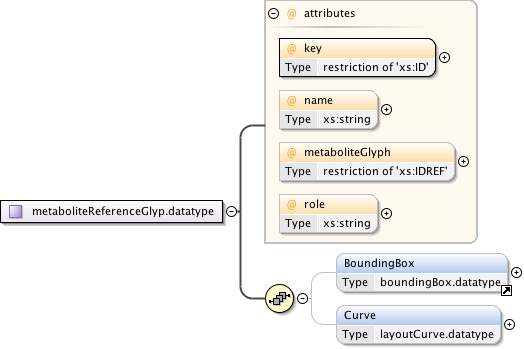 @ attributes
@ key
Type restriction of 'xs:ID'
@ name
Type xs:string
@ metaboliteGlyph
Type restriction of 'xs:IDREF'
@ role
Type xs:string
metaboliteReferenceGlyp.datatype
BoundingBox
Type boundingBox.datatype
Curve
Type layoutCurve.datatype